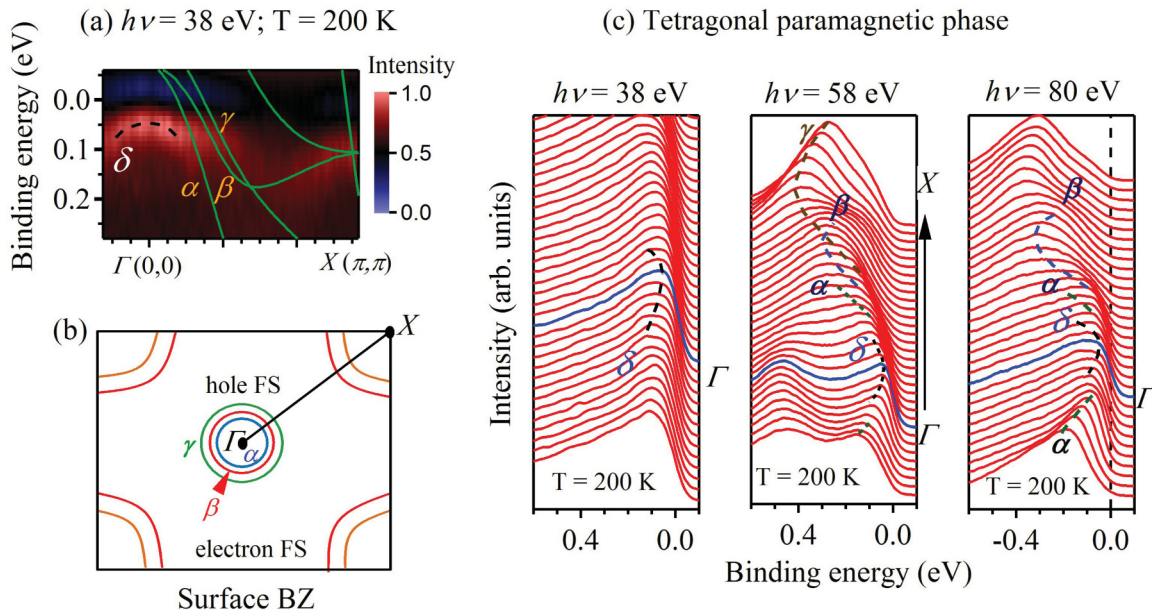 (a) hν = 38 eV; T = 200 K
Binding energy (eV)
0.0
0.1
0.2
Intensity
1.0
0.5
0.0
δ
α
β
γ
Γ(0,0)
X(π,π)
(b)
X
hole FS
γ
Γ
α
β
electron FS
Surface BZ
(c) Tetragonal paramagnetic phase
Intensity (arb. units)
hν = 38 eV
δ
Γ
T = 200 K
0.4
0.0
hν = 58 eV
γ
β
α
δ
X
Γ
T = 200 K
0.4
0.0
hν = 80 eV
β
α
δ
Γ
α
T = 200 K
-0.4
0.0
Binding energy (eV)